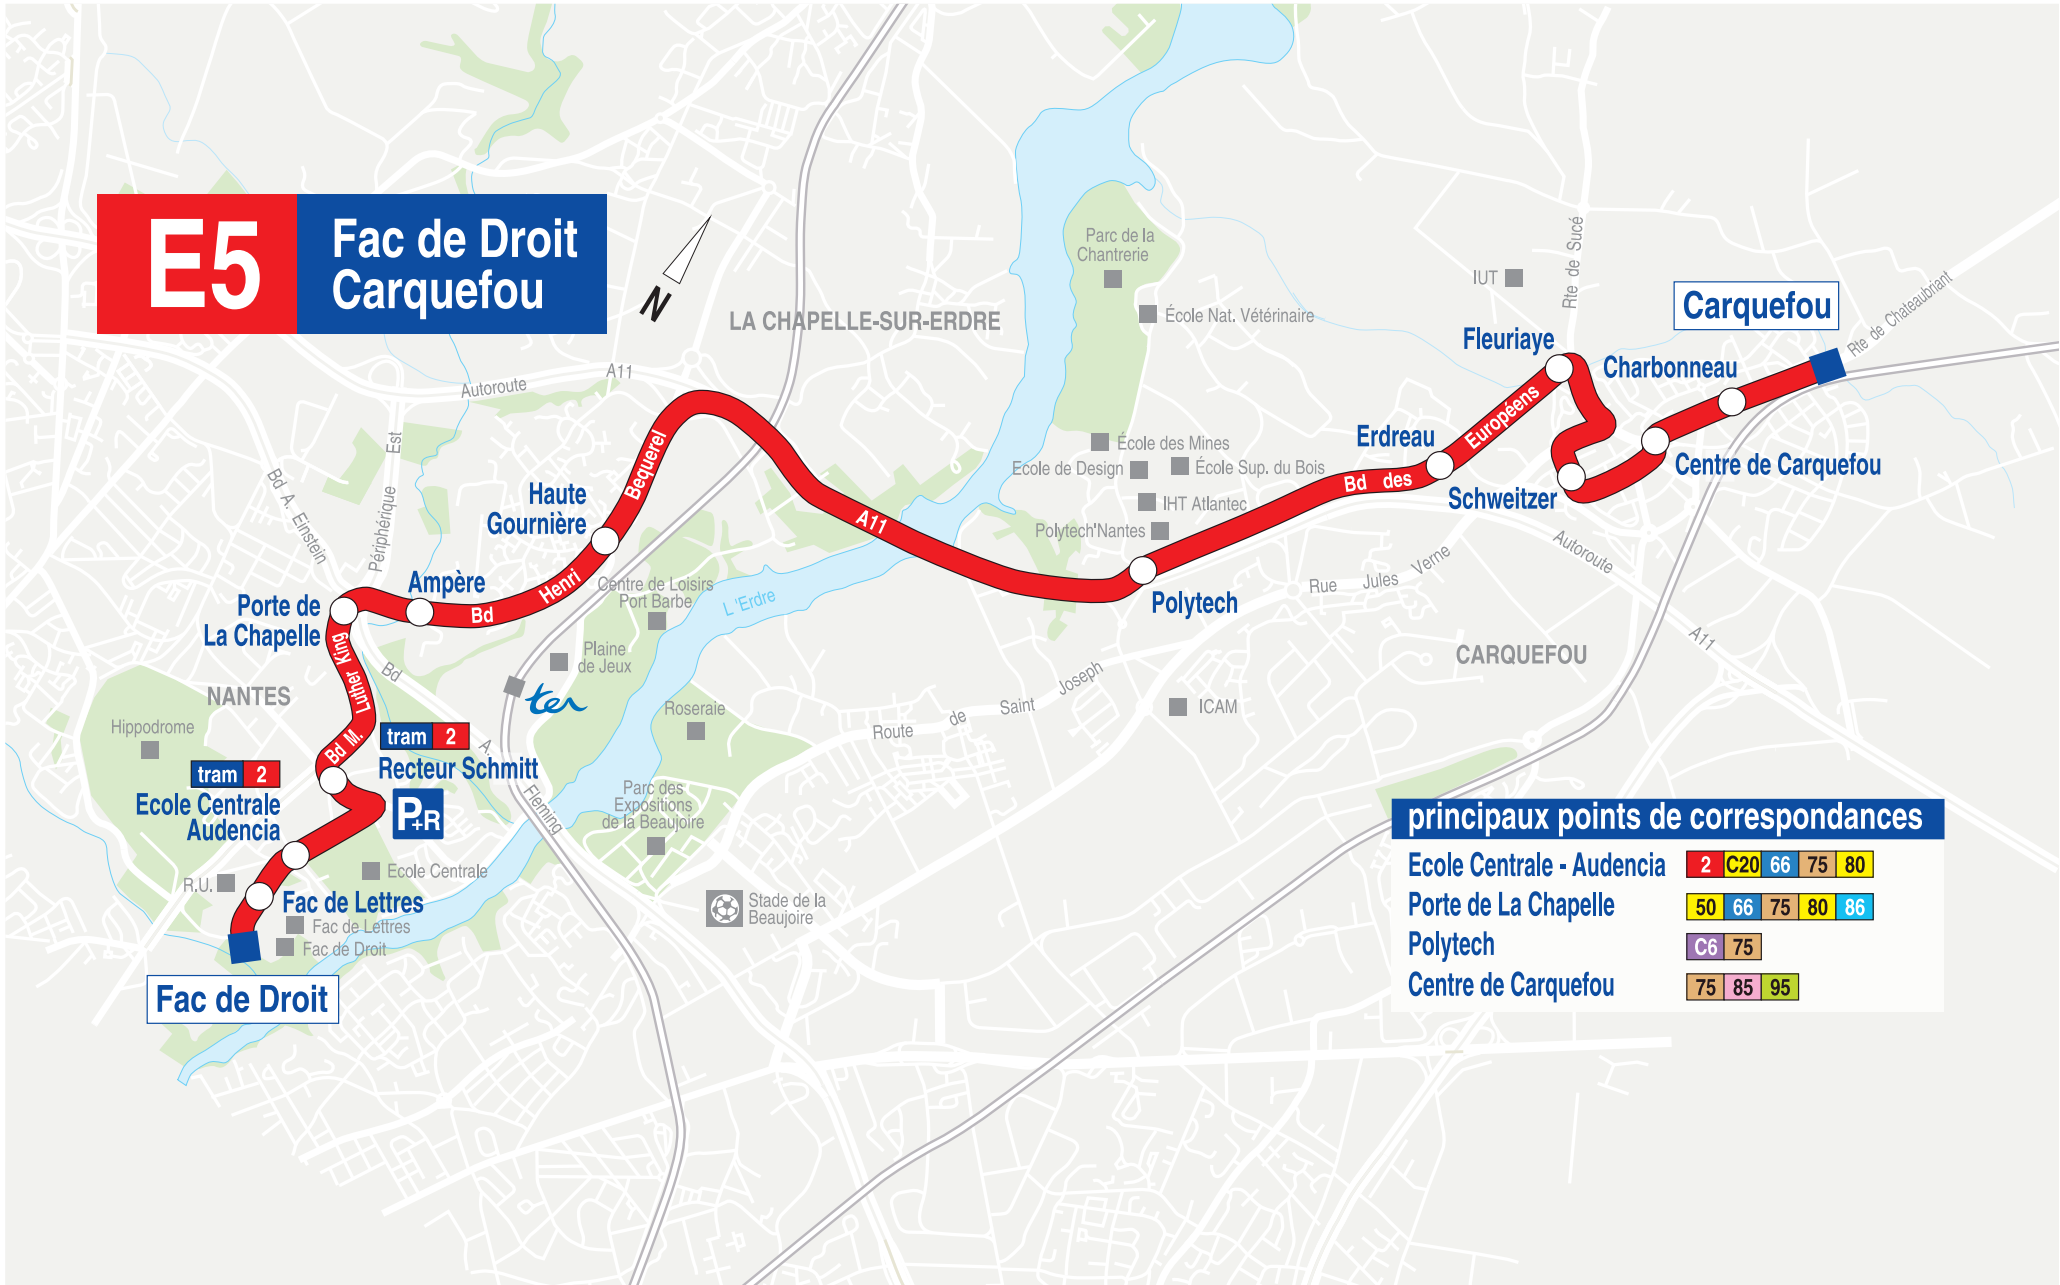 E5
Fac de Droit
Carquefou
N
LA CHAPELLE-SUR-ERDRE
Autoroute
A11
Bd A. Einstein
Périphérique
Est
Parc de la
Chantrerie
École Nat. Vétérinaire
IUT
Rte de Sucé
Carquefou
Rte de Chateaubriant
Fleuriaye
Charbonneau
Erdreau
Européens
Centre de Carquefou
Schweitzer
Bd des
École des Mines
Ecole de Design
École Sup. du Bois
IHT Atlantec
Polytech'Nantes
Polytech
A11
Bequerel
Haute
Gournière
Henri
Bd
Ampère
Porte de
La Chapelle
Luther King
Bd M.
Centre de Loisirs
Port Barbe
L'Erdre
Plaine
de Jeux
ter
Bd
A.
Fleming
NANTES
Hippodrome
tram 2
Recteur Schmitt
P+R
tram 2
Ecole Centrale
Audencia
R.U.
Ecole Centrale
Fac de Lettres
Fac de Lettres
Fac de Droit
Fac de Droit
Roseraie
Parc des
Expositions
de la Beaujoire
Stade de la
Beaujoire
Route de Saint Joseph
ICAM
Rue Jules Verne
Autoroute
A11
CARQUEFOU
principaux points de correspondances
Ecole Centrale - Audencia 2 C20 66 75 80
Porte de La Chapelle 50 66 75 80 86
Polytech C6 75
Centre de Carquefou 75 85 95